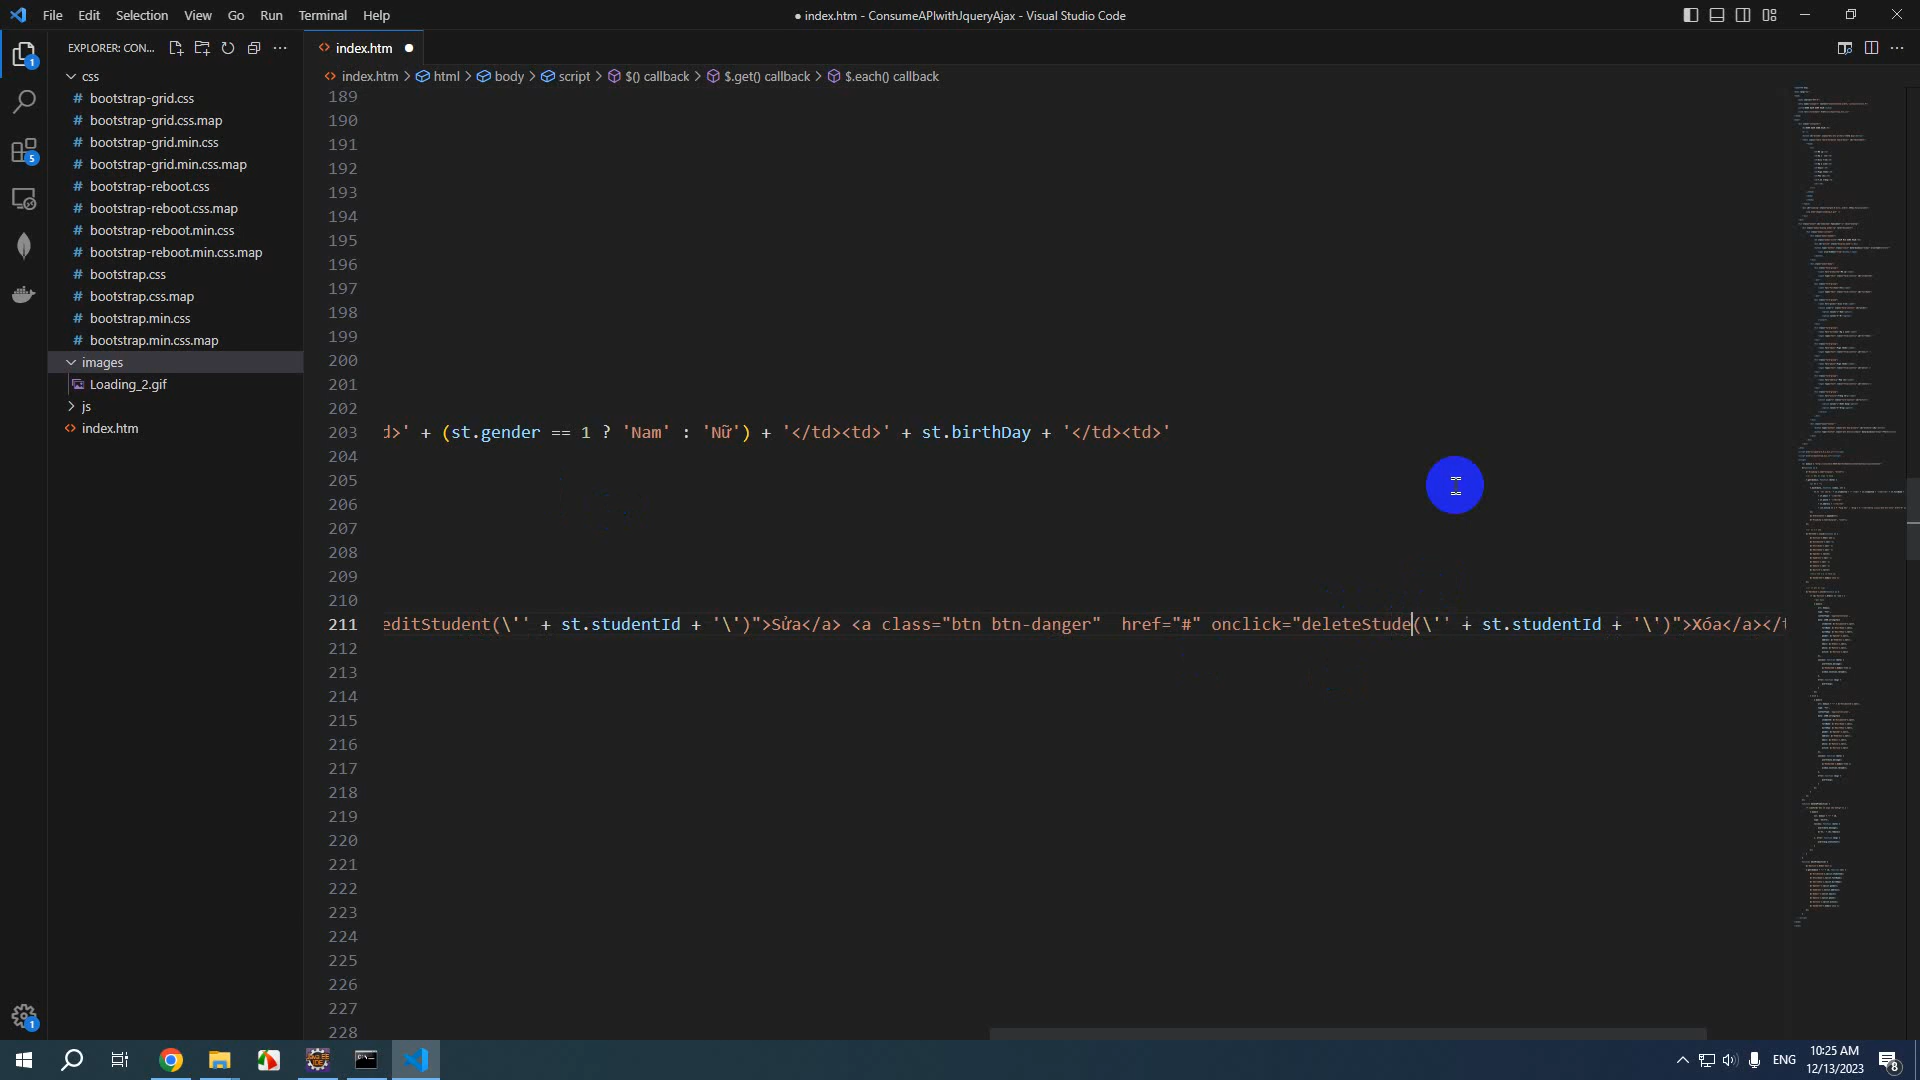 File Edit Selection View Go Run Terminal Help
● index.htm - ConsumeAPIwithJqueryAjax - Visual Studio Code
EXPLORER: CON...
index.htm
index.htm > html > body > script > $() callback > $.get() callback > $.each() callback
css
bootstrap-grid.css
bootstrap-grid.css.map
bootstrap-grid.min.css
bootstrap-grid.min.css.map
bootstrap-reboot.css
bootstrap-reboot.css.map
bootstrap-reboot.min.css
bootstrap-reboot.min.css.map
bootstrap.css
bootstrap.css.map
bootstrap.min.css
bootstrap.min.css.map
images
Loading_2.gif
js
index.htm
1
5
1
189
190
191
192
193
194
195
196
197
198
199
200
201
202
203 d>' + (st.gender == 1 ? 'Nam' : 'Nữ') + '</td><td>' + st.birthDay + '</td><td>'
204
205
206
207
208
209
210
211 editStudent(\'' + st.studentId + '\')">Sửa</a> <a class="btn btn-danger"  href="#" onclick="deleteStude(\'' + st.studentId + '\')">Xóa</a></t
212
213
214
215
216
217
218
219
220
221
222
223
224
225
226
227
228
ENG
10:25 AM
12/13/2023
8